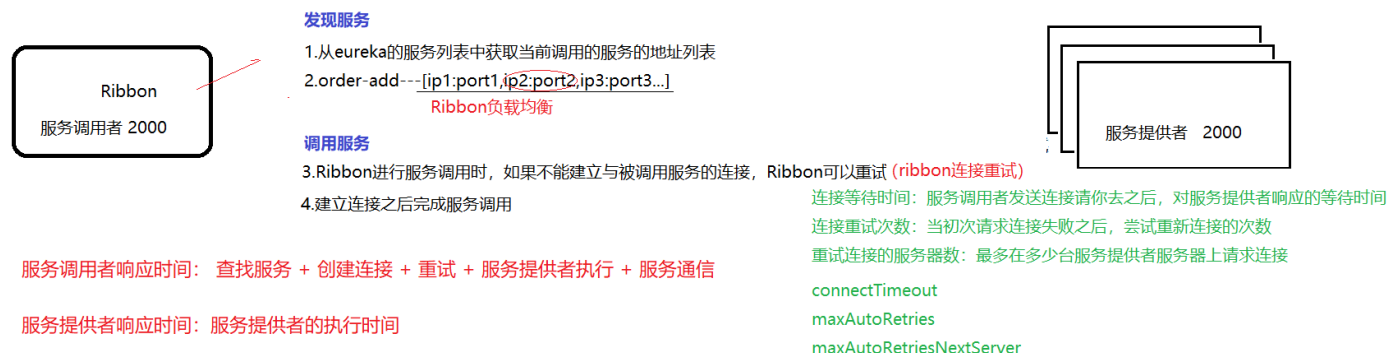 发现服务
1.从eureka的服务列表中获取当前调用的服务的地址列表
2.order-add---[ip1:port1,ip2:port2,ip3:port3...]
Ribbon负载均衡
Ribbon
服务调用者 2000
调用服务
3.Ribbon进行服务调用时，如果不能建立与被调用服务的连接，Ribbon可以重试（ribbon连接重试）
4.建立连接之后完成服务调用
服务提供者 2000
连接等待时间：服务调用者发送连接请你去之后，对服务提供者响应的等待时间
连接重试次数：当初次请求连接失败之后，尝试重新连接的次数
重试连接的服务器数：最多在多少台服务提供者服务器上请求连接
connectTimeout
maxAutoRetries
maxAutoRetriesNextServer
服务调用者响应时间： 查找服务 + 创建连接 + 重试 + 服务提供者执行 + 服务通信
服务提供者响应时间：服务提供者的执行时间